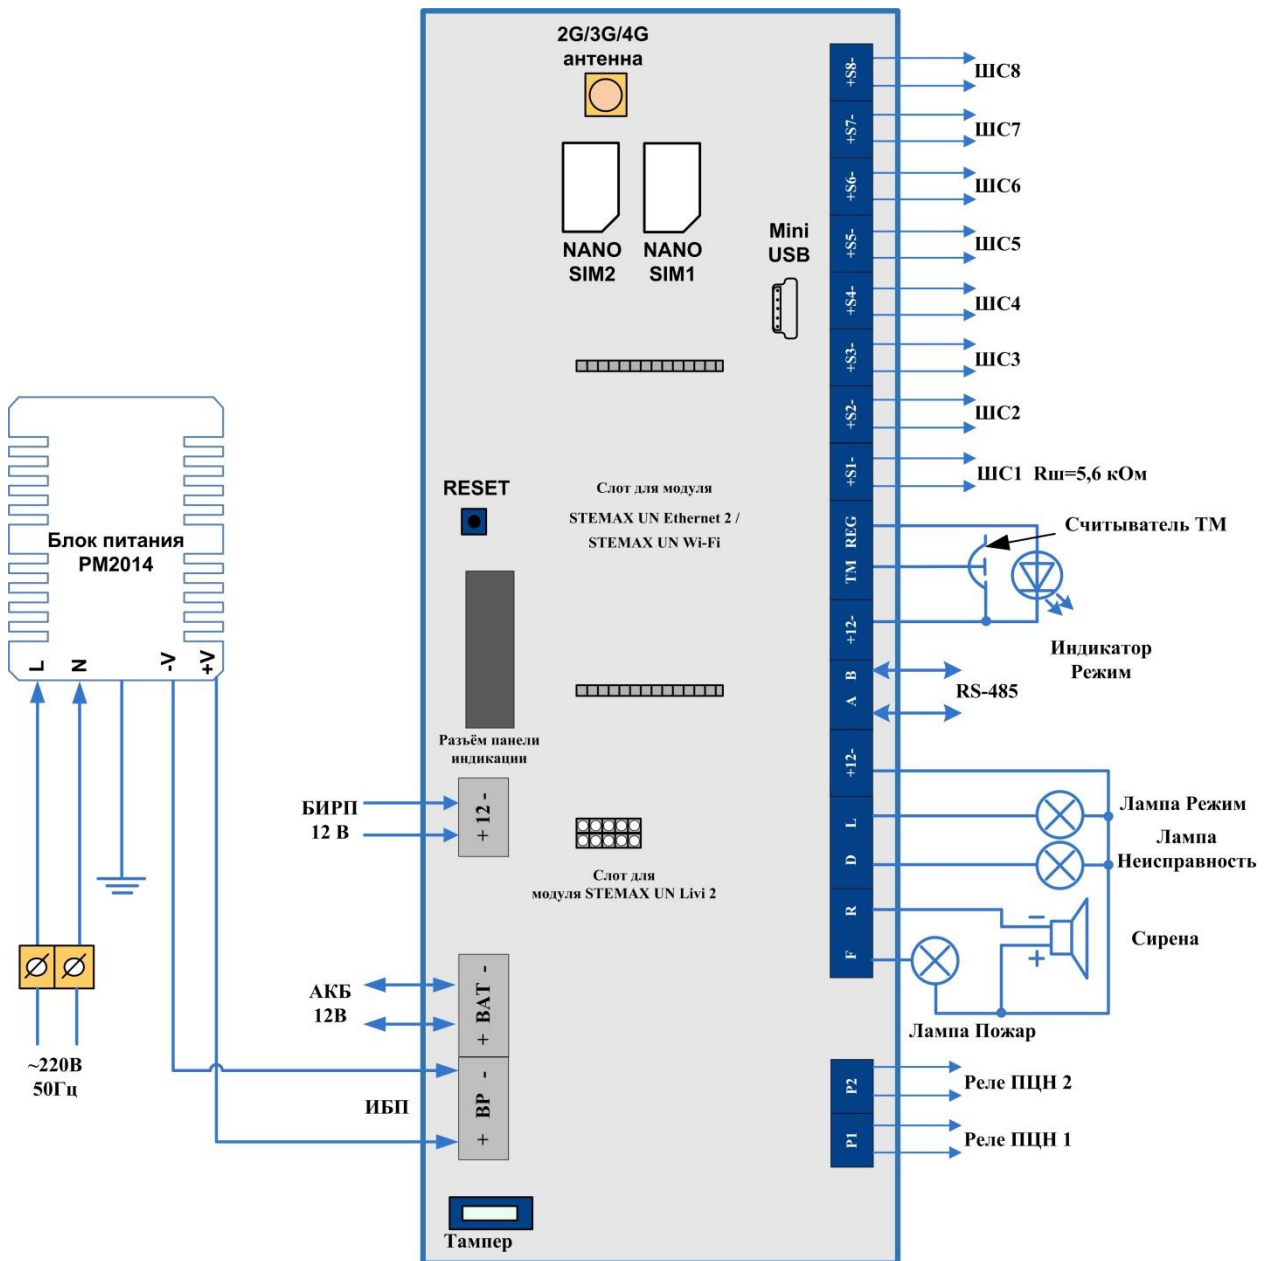 2G/3G/4G
антенна
NANO
SIM2
NANO
SIM1
Mini
USB
+S8-
ШС8
+S7-
ШС7
+S6-
ШС6
+S5-
ШС5
+S4-
ШС4
+S3-
ШС3
+S2-
ШС2
+S1-
ШС1 Rш=5,6 кОм
RESET
Слот для модуля
STEMAX UN Ethernet 2 /
STEMAX UN Wi-Fi
REG
TM
+12-
Считыватель ТМ
Индикатор
Режим
Блок питания
PM2014
L
N
-V
+V
B
A
RS-485
Разъём панели
индикации
+12-
БИРП
12 В
+ 12 -
L
D
R
F
Лампа Режим
Лампа
Неисправность
Сирена
−
+
Лампа Пожар
Слот для
модуля STEMAX UN Livi 2
АКБ
12В
+ BAT -
~220В
50Гц
ИБП
+ BP -
P2
Реле ПЦН 2
P1
Реле ПЦН 1
Тампер